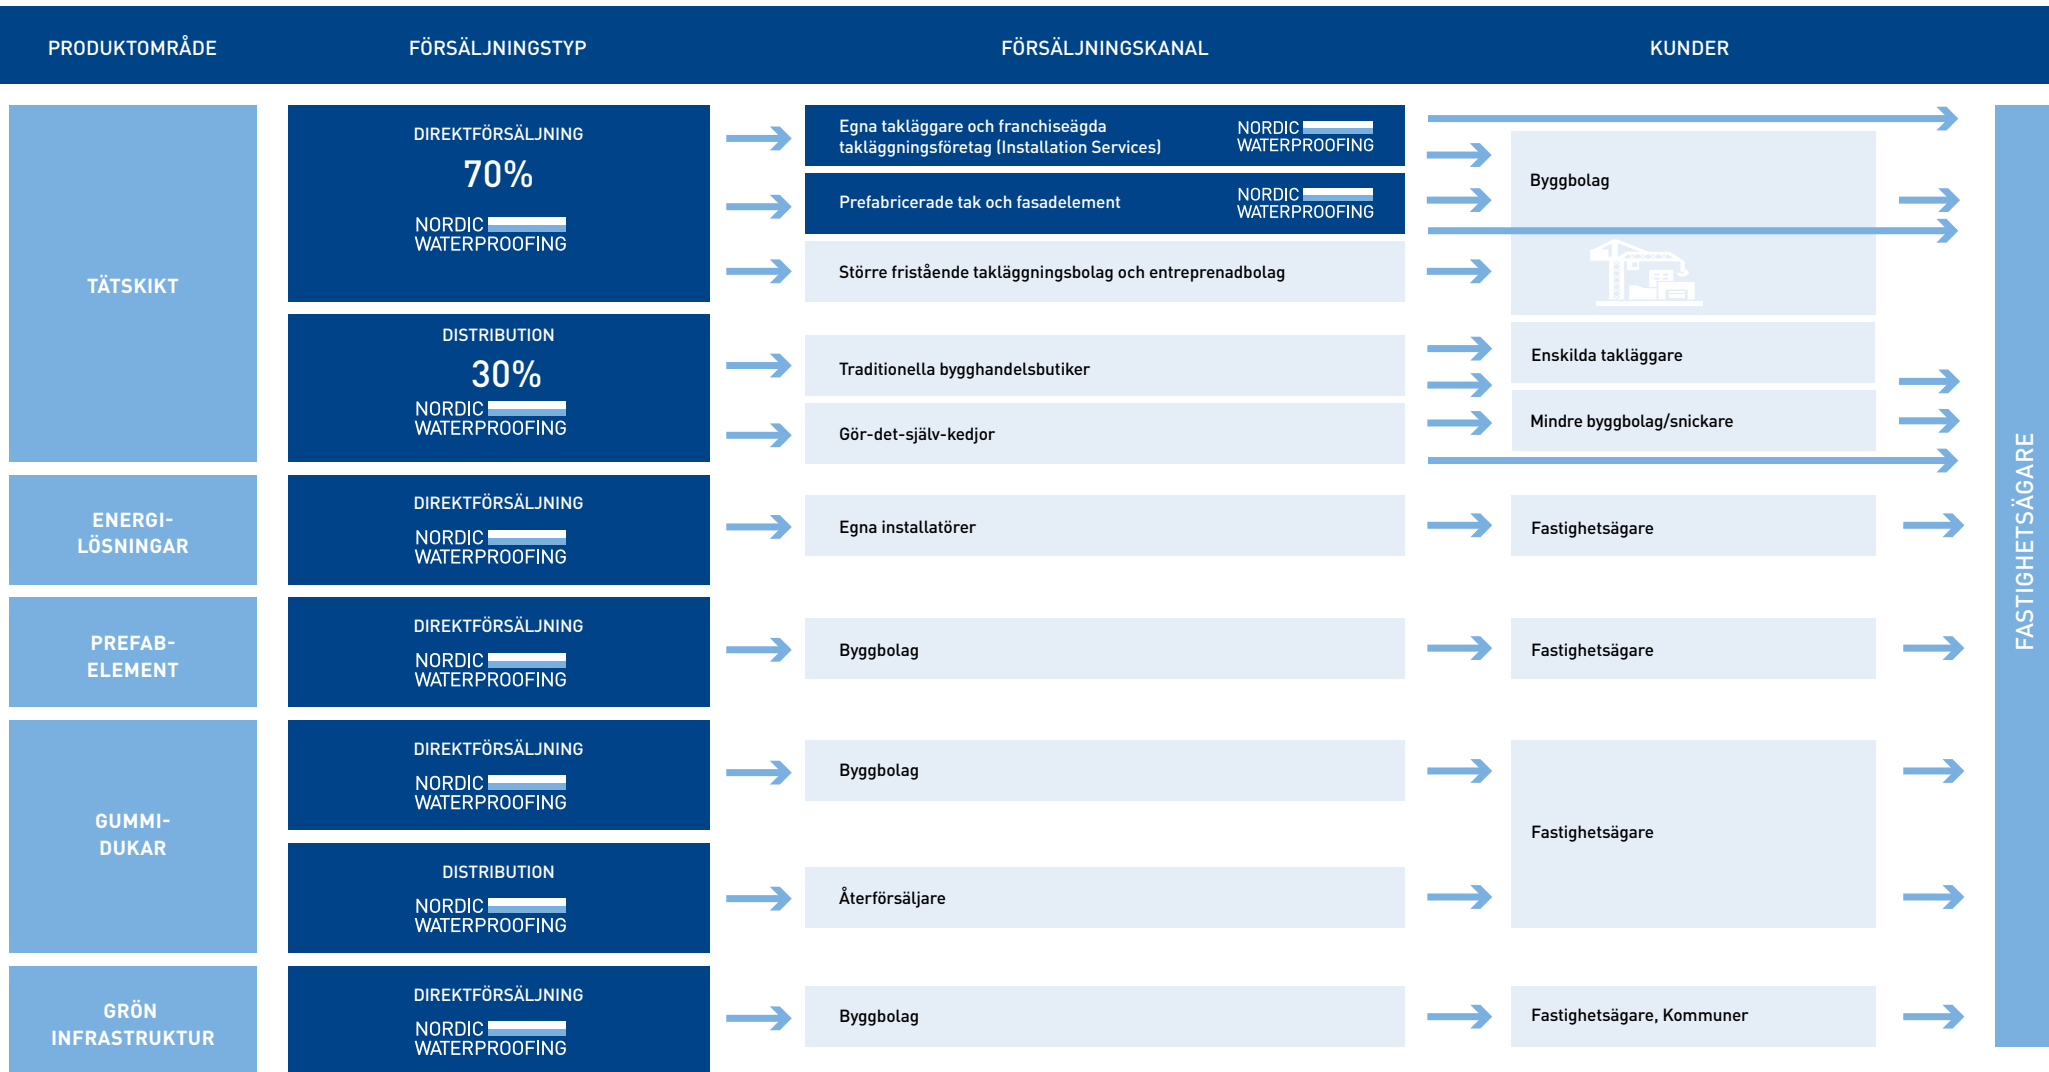 PRODUKTOMRÅDE
FÖRSÄLJNINGSTYP
FÖRSÄLJNINGSKANAL
KUNDER
TÄTSKIKT
DIREKTFÖRSÄLJNING
70%
NORDIC
WATERPROOFING
Egna takläggare och franchiseägda
takläggningsföretag (Installation Services)
NORDIC
WATERPROOFING
Prefabricerade tak och fasadelement
NORDIC
WATERPROOFING
Större fristående takläggningsbolag och entreprenadbolag
Byggbolag
DISTRIBUTION
30%
NORDIC
WATERPROOFING
Traditionella bygghandelsbutiker
Gör-det-själv-kedjor
Enskilda takläggare
Mindre byggbolag/snickare
ENERGI-
LÖSNINGAR
DIREKTFÖRSÄLJNING
NORDIC
WATERPROOFING
Egna installatörer
Fastighetsägare
PREFAB-
ELEMENT
DIREKTFÖRSÄLJNING
NORDIC
WATERPROOFING
Byggbolag
Fastighetsägare
GUMMI-
DUKAR
DIREKTFÖRSÄLJNING
NORDIC
WATERPROOFING
Byggbolag
DISTRIBUTION
NORDIC
WATERPROOFING
Återförsäljare
Fastighetsägare
GRÖN
INFRASTRUKTUR
DIREKTFÖRSÄLJNING
NORDIC
WATERPROOFING
Byggbolag
Fastighetsägare, Kommuner
FASTIGHETSÄGARE